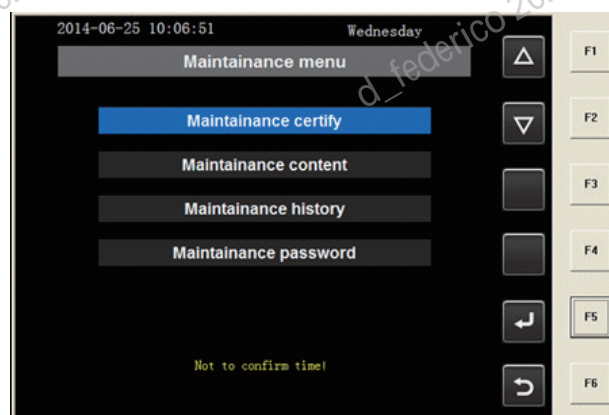 2014-06-25 10:06:51 Wednesday
Maintainance menu
Maintainance certify
Maintainance content
Maintainance history
Maintainance password
Not to confirm time!
F1
F2
F3
F4
F5
F6